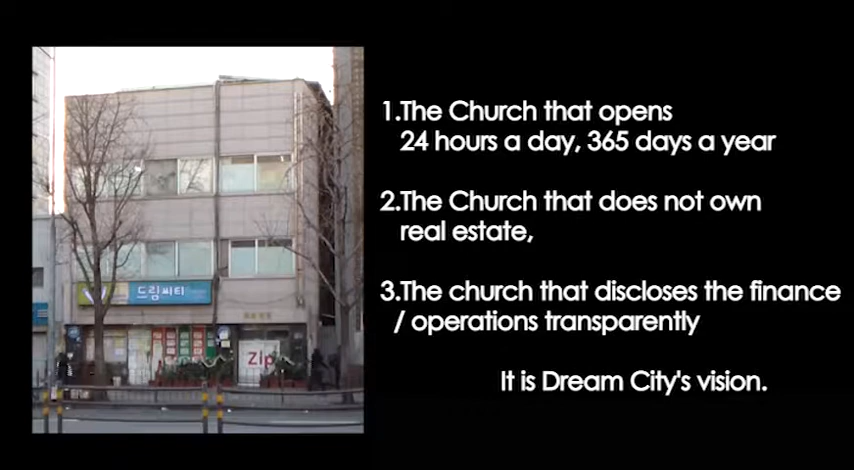 1.The Church that opens
24 hours a day, 365 days a year
2.The Church that does not own
real estate,
3.The church that discloses the finance
/ operations transparently
It is Dream City's vision.
드림씨티
Zip